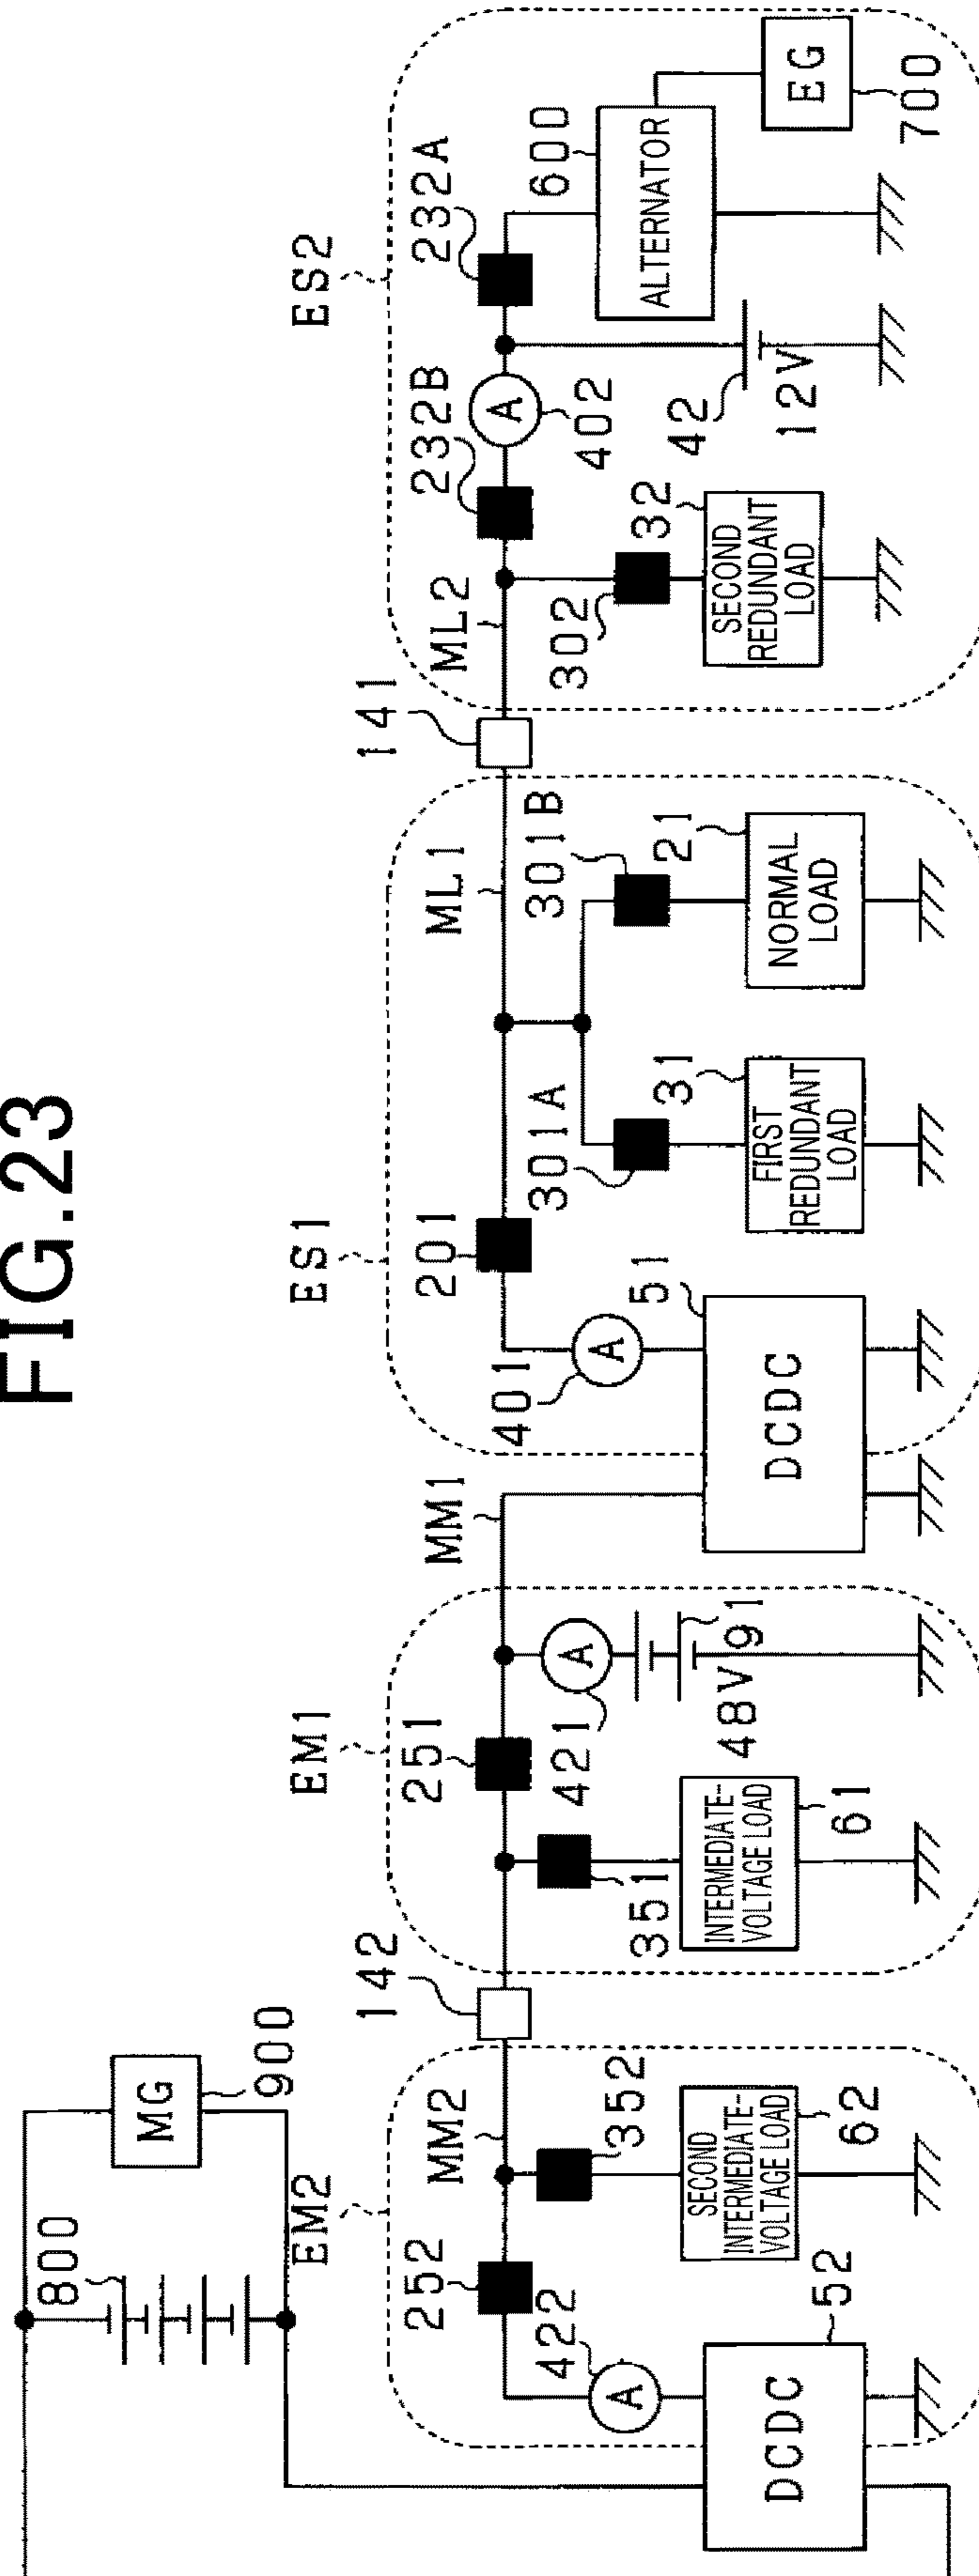 FIG.23
800
MG
900
EM2
252
MM2
352
422
SECOND
INTERMEDIATE-
VOLTAGE LOAD
62
52
DCDC
A
142
EM1
251
351
INTERMEDIATE-
VOLTAGE LOAD
61
421
A
48V
91
MM1
DCDC
51
401
A
ES1
201
301A
31
FIRST
REDUNDANT
LOAD
ML1
301B
21
NORMAL
LOAD
141
ES2
ML2
302
32
SECOND
REDUNDANT
LOAD
232B
A
402
42
12V
232A
600
ALTERNATOR
EG
700